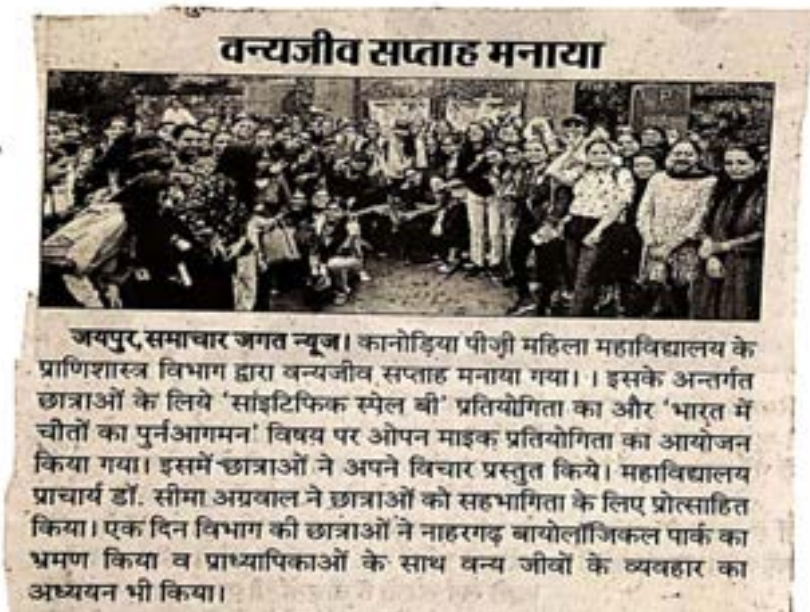 वन्यजीव सप्ताह मनाया
जयपुर, समाचार जगत न्यूज। कानोड़िया पीजी महिला महाविद्यालय के
प्राणिशास्त्र विभाग द्वारा वन्यजीव सप्ताह मनाया गया। । इसके अन्तर्गत
छात्राओं के लिये 'सांइटिफिक स्पेल बी' प्रतियोगिता का और 'भारत में
चीतों का पुर्नआगमन' विषय पर ओपन माइक प्रतियोगिता का आयोजन
किया गया। इसमें छात्राओं ने अपने विचार प्रस्तुत किये। महाविद्यालय
प्राचार्य डॉ. सीमा अग्रवाल ने छात्राओं को सहभागिता के लिए प्रोत्साहित
किया। एक दिन विभाग की छात्राओं ने नाहरगढ़ बायोलॉजिकल पार्क का
भ्रमण किया व प्राध्यापिकाओं के साथ वन्य जीवों के व्यवहार का
अध्ययन भी किया।